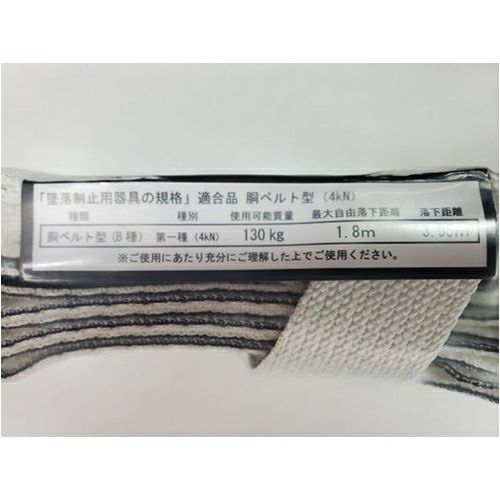 「墜落制止用器具の規格」適合品 胴ベルト型 (4kN)
種類 種別 使用可能質量 最大自由落下距離 落下距離
胴ベルト型 (B種) 第一種 (4kN) 130kg 1.8m
※ご使用にあたり充分にご理解した上でご使用ください。